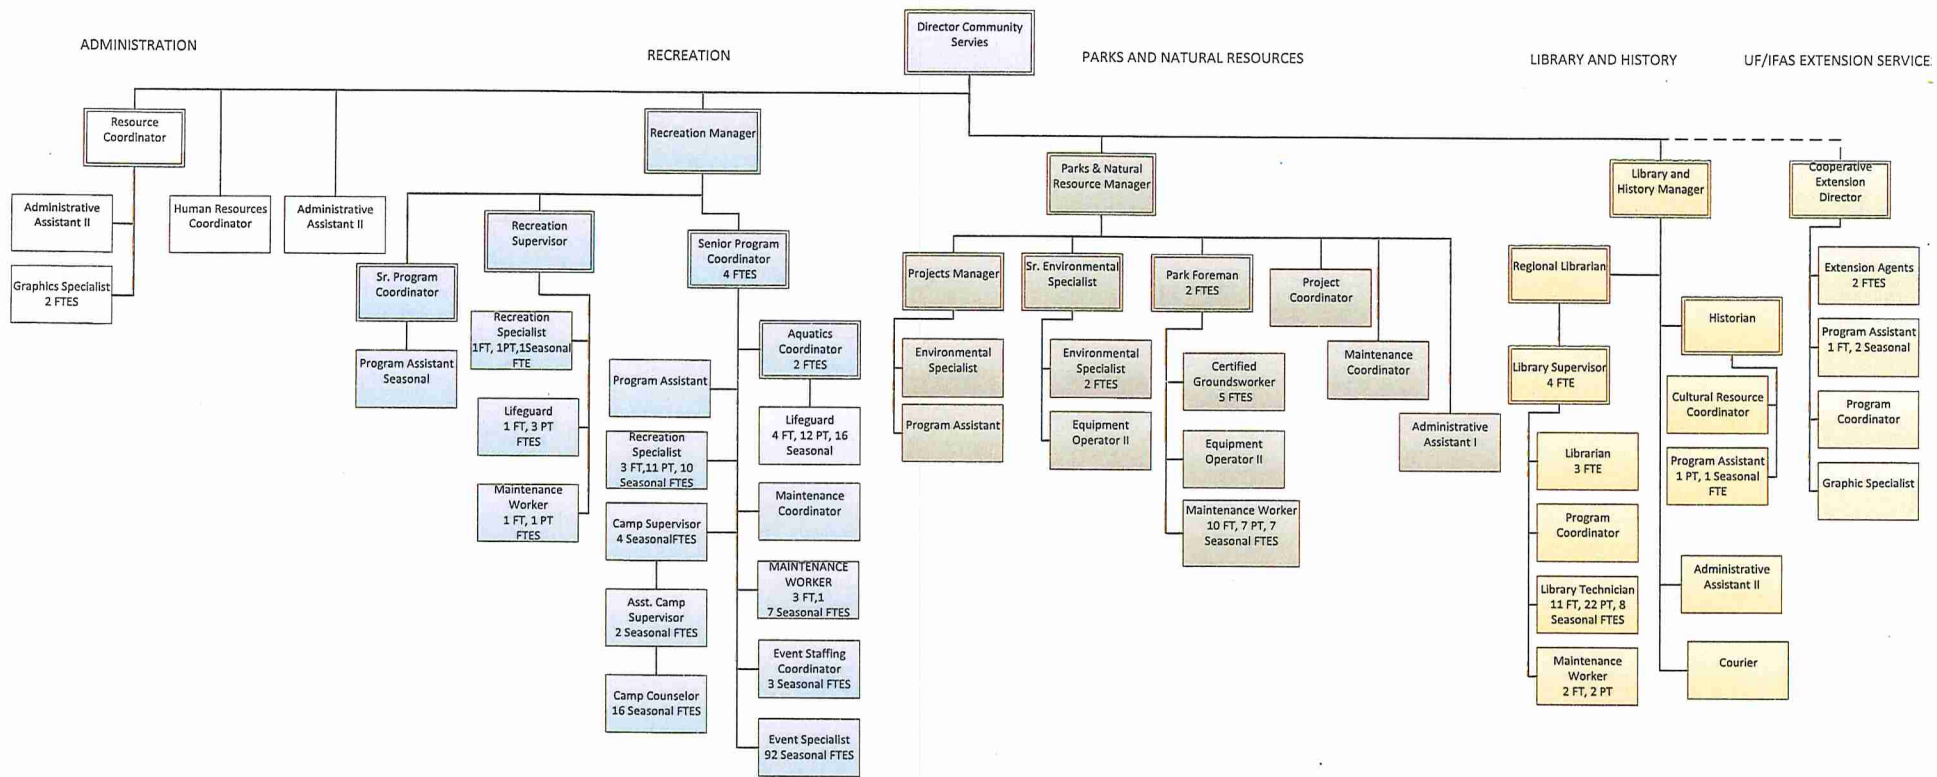 Director Community
Servies
ADMINISTRATION
RECREATION
PARKS AND NATURAL RESOURCES
LIBRARY AND HISTORY
UF/IFAS EXTENSION SERVICE
Resource
Coordinator
Administrative
Assistant II
Graphics Specialist
2 FTES
Human Resources
Coordinator
Administrative
Assistant II
Recreation Manager
Sr. Program
Coordinator
Program Assistant
Seasonal
Recreation
Supervisor
Recreation
Specialist
1FT, 1PT,1Seasonal
FTE
Lifeguard
1 FT, 3 PT
FTES
Maintenance
Worker
1 FT, 1 PT
FTES
Senior Program
Coordinator
4 FTES
Program Assistant
Recreation
Specialist
3 FT,11 PT, 10
Seasonal FTES
Camp Supervisor
4 SeasonalFTES
Asst. Camp
Supervisor
2 Seasonal FTES
Camp Counselor
16 Seasonal FTES
Aquatics
Coordinator
2 FTES
Lifeguard
4 FT, 12 PT, 16
Seasonal
Maintenance
Coordinator
MAINTENANCE
WORKER
3 FT,1
7 Seasonal FTES
Event Staffing
Coordinator
3 Seasonal FTES
Event Specialist
92 Seasonal FTES
Parks & Natural
Resource Manager
Projects Manager
Environmental
Specialist
Program Assistant
Sr. Environmental
Specialist
Environmental
Specialist
2 FTES
Equipment
Operator II
Park Foreman
2 FTES
Certified
Groundsworker
5 FTES
Equipment
Operator II
Maintenance Worker
10 FT, 7 PT, 7
Seasonal FTES
Project
Coordinator
Maintenance
Coordinator
Administrative
Assistant I
Library and
History Manager
Regional Librarian
Library Supervisor
4 FTE
Librarian
3 FTE
Program
Coordinator
Library Technician
11 FT, 22 PT, 8
Seasonal FTES
Maintenance
Worker
2 FT, 2 PT
Historian
Cultural Resource
Coordinator
Program Assistant
1 PT, 1 Seasonal
FTE
Administrative
Assistant II
Courier
Cooperative
Extension
Director
Extension Agents
2 FTES
Program Assistant
1 FT, 2 Seasonal
Program
Coordinator
Graphic Specialist